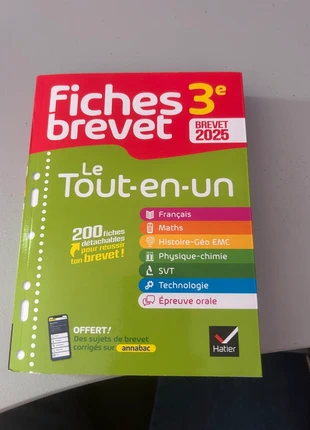 fiches 3e
brevet
BREVET
2025
Le
Tout-en-un
200 fiches
détachables
pour réussir
ton brevet !
Français
Maths
Histoire-Géo EMC
Physique-chimie
SVT
Technologie
Épreuve orale
OFFERT!
Des sujets de brevet
corrigés sur annabac
Hatier